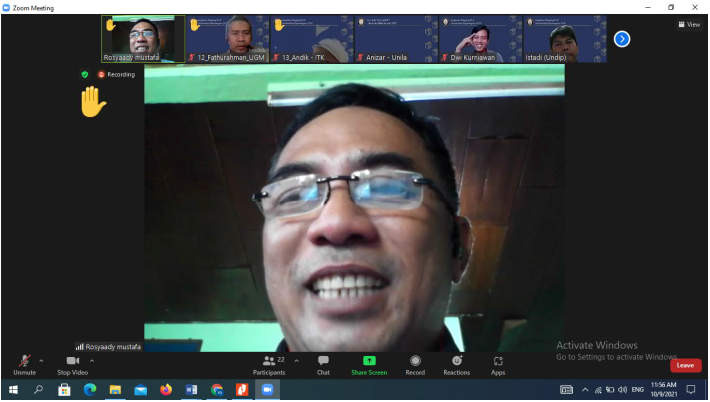 Zoom Meeting
View
Rosyaady mustafa
12_Fathurahman_UGM
13_Andik - ITK
Anizar - Unila
Dwi Kurniawan
Istadi (Undip)
Recording
Rosyaady mustafa
Activate Windows
Go to Settings to activate Windows.
Unmute
Stop Video
22
Participants
Chat
Share Screen
Record
Reactions
Apps
Leave
ENG
11:56 AM
10/9/2021